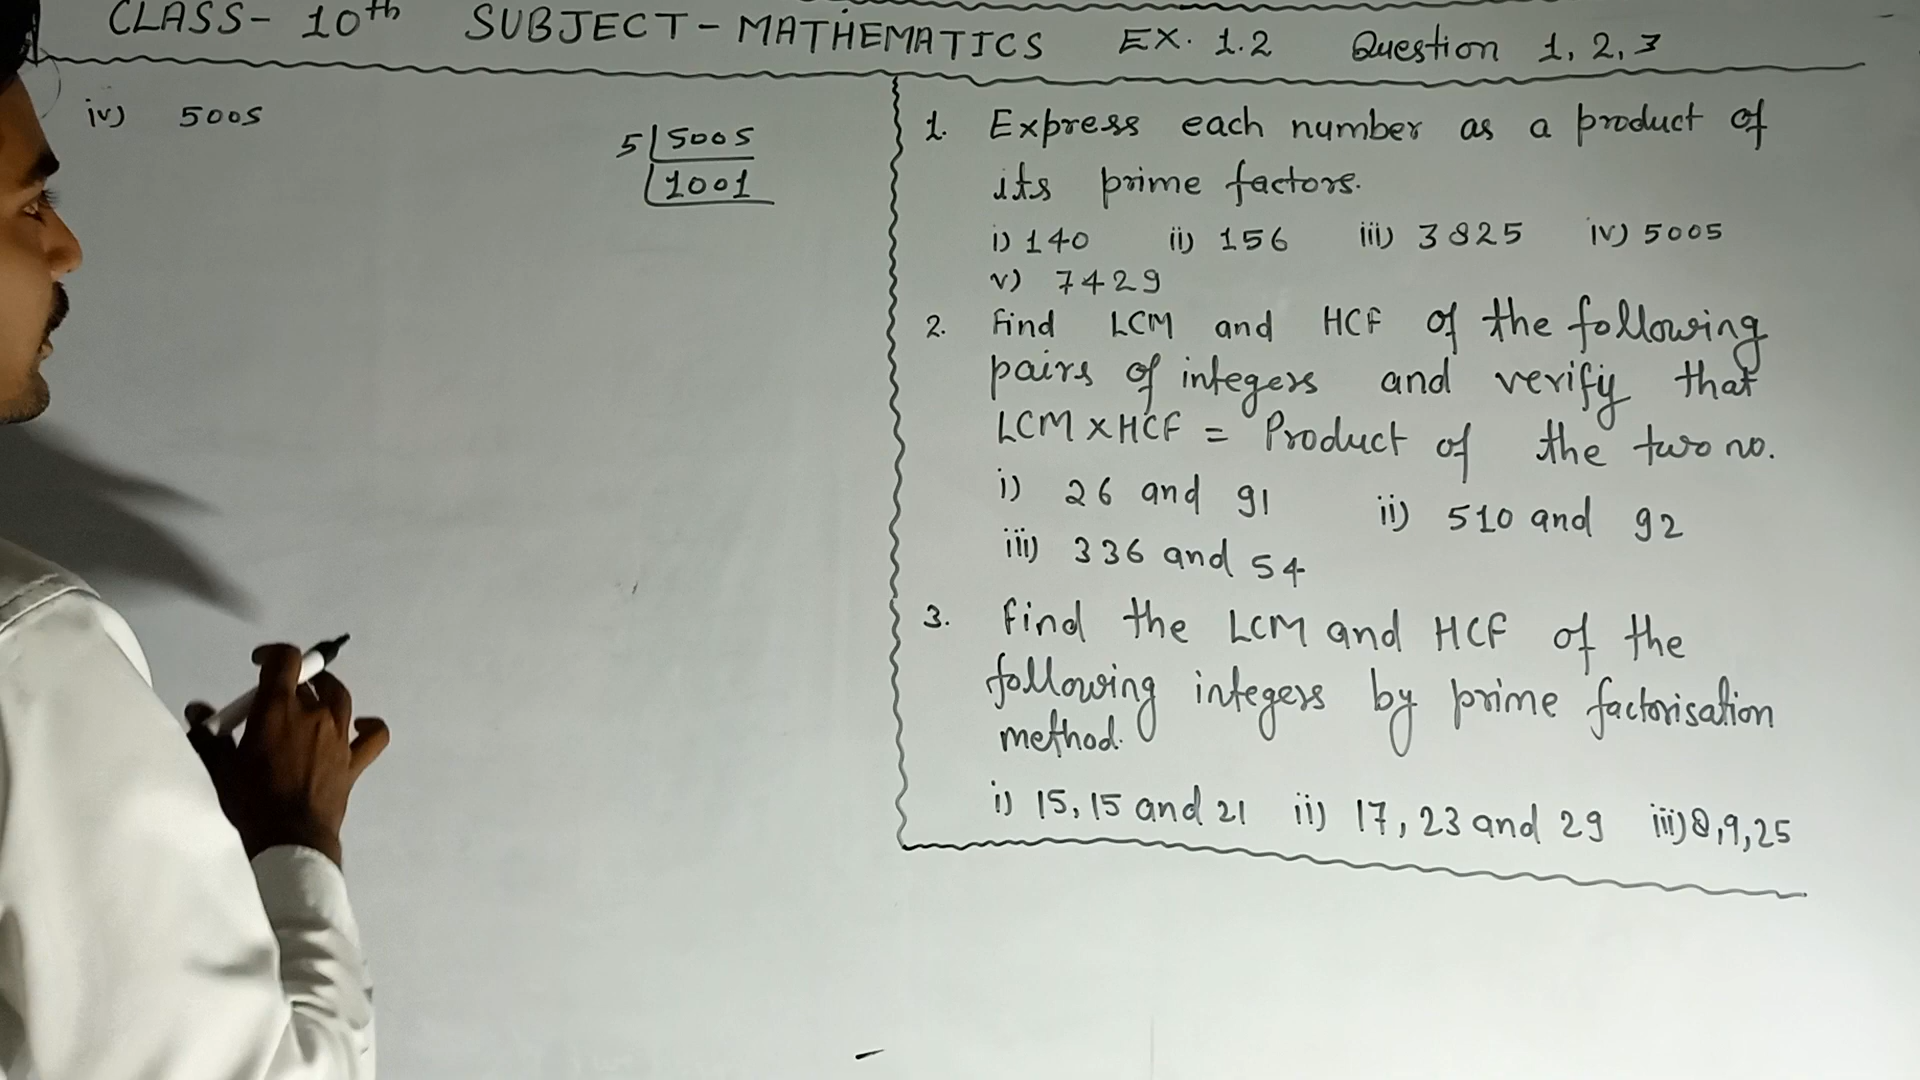 CLASS- 10th SUBJECT - MATHEMATICS EX. 1.2 Question 1, 2, 3
iv) 5005
5 | 5005
1001
1. Express each number as a product of
its prime factors.
i) 140 ii) 156 iii) 3825 iv) 5005
v) 7429
2. Find LCM and HCF of the following
pairs of integers and verify that
LCM X HCF = Product of the two no.
i) 26 and 91 ii) 510 and 92
iii) 336 and 54
3. Find the LCM and HCF of the
following integers by prime factorisation
method.
i) 15, 15 and 21 ii) 17, 23 and 29 iii) 8, 9, 25